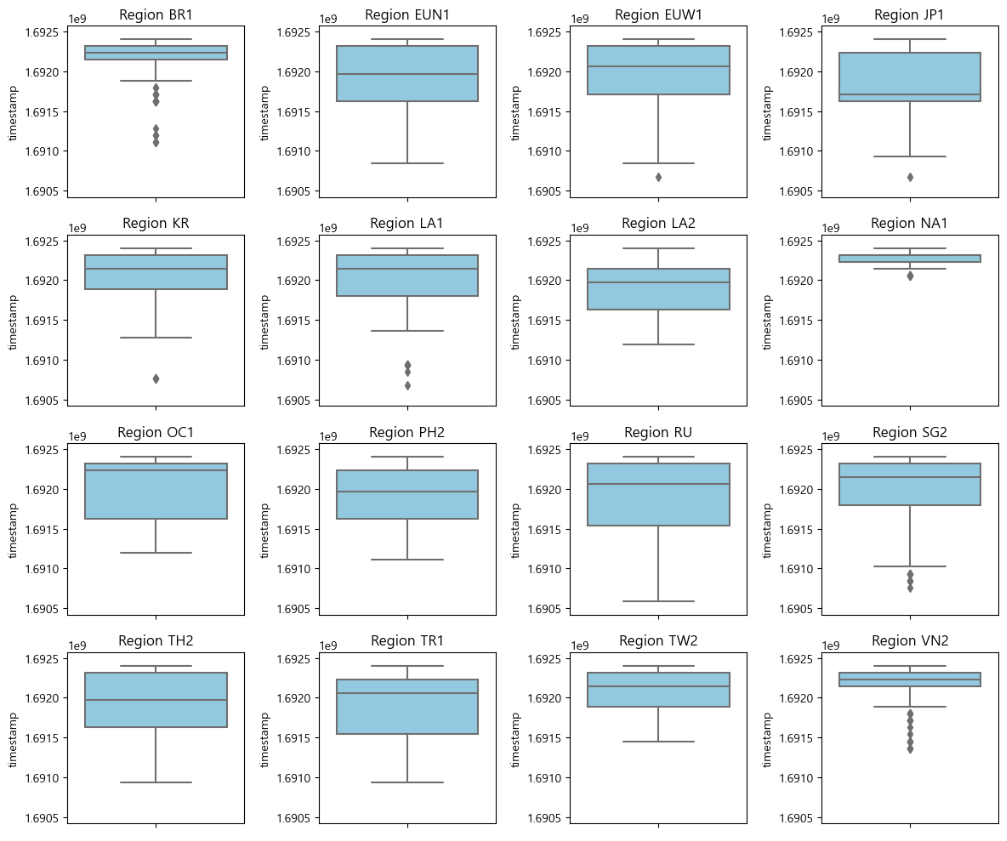 Region BR1
1e9
1.6925
1.6920
1.6915
1.6910
1.6905
timestamp
Region EUN1
1e9
1.6925
1.6920
1.6915
1.6910
1.6905
timestamp
Region EUW1
1e9
1.6925
1.6920
1.6915
1.6910
1.6905
timestamp
Region JP1
1e9
1.6925
1.6920
1.6915
1.6910
1.6905
timestamp
Region KR
1e9
1.6925
1.6920
1.6915
1.6910
1.6905
timestamp
Region LA1
1e9
1.6925
1.6920
1.6915
1.6910
1.6905
timestamp
Region LA2
1e9
1.6925
1.6920
1.6915
1.6910
1.6905
timestamp
Region NA1
1e9
1.6925
1.6920
1.6915
1.6910
1.6905
timestamp
Region OC1
1e9
1.6925
1.6920
1.6915
1.6910
1.6905
timestamp
Region PH2
1e9
1.6925
1.6920
1.6915
1.6910
1.6905
timestamp
Region RU
1e9
1.6925
1.6920
1.6915
1.6910
1.6905
timestamp
Region SG2
1e9
1.6925
1.6920
1.6915
1.6910
1.6905
timestamp
Region TH2
1e9
1.6925
1.6920
1.6915
1.6910
1.6905
timestamp
Region TR1
1e9
1.6925
1.6920
1.6915
1.6910
1.6905
timestamp
Region TW2
1e9
1.6925
1.6920
1.6915
1.6910
1.6905
timestamp
Region VN2
1e9
1.6925
1.6920
1.6915
1.6910
1.6905
timestamp